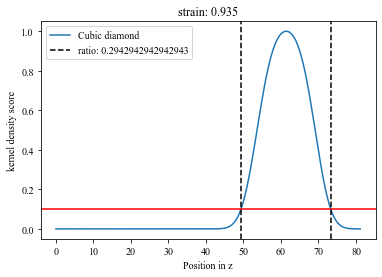 strain: 0.935
Cubic diamond
ratio: 0.2942942942942943
kernel density score
1.0
0.8
0.6
0.4
0.2
0.0
0 10 20 30 40 50 60 70 80
Position in z